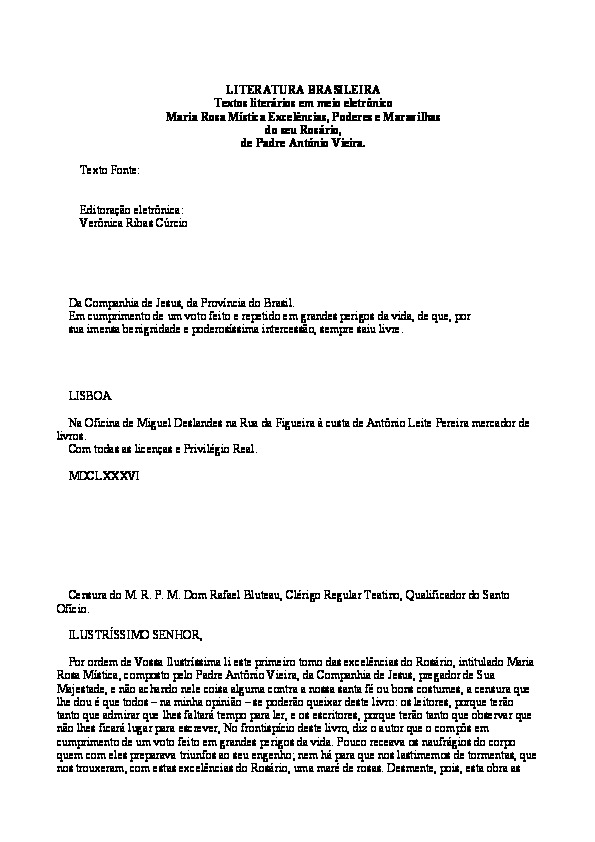 LITERATURA BRASILEIRA
Textos literários em meio eletrônico
Maria Rosa Mística Excelências, Poderes e Maravilhas
do seu Rosário,
de Padre António Vieira.
Texto Fonte:
Editoração eletrônica:
Verônica Ribas Cúrcio
Da Companhia de Jesus, da Província do Brasil.
Em cumprimento de um voto feito e repetido em grandes perigos da vida, de que, por
sua imensa benignidade e poderosíssima intercessão, sempre saiu livre.
LISBOA
Na Oficina de Miguel Deslandes na Rua da Figueira à custa de Antônio Leite Pereira mercador de
livros.
Com todas as licenças e Privilégio Real.
MDCLXXXVI
Censura do M. R. P. M. Dom Rafael Bluteau, Clérigo Regular Teatino, Qualificador do Santo
Ofício.
ILUSTRÍSSIMO SENHOR,
Por ordem de Vossa Ilustríssima li este primeiro tomo das excelências do Rosário, intitulado Maria
Rosa Mística, composto pelo Padre Antônio Vieira, da Companhia de Jesus, pregador de Sua
Majestade, e não achando nele coisa alguma contra a nossa santa fé ou bons costumes, a censura que
lhe dou é que todos – na minha opinião – se poderão queixar deste livro: os leitores, porque terão
tanto que admirar que lhes faltará tempo para ler, e os escritores, porque terão tanto que observar que
não lhes ficará lugar para escrever, No frontispício deste livro, diz o autor que o compôs em
cumprimento de um voto feito em grandes perigos da vida. Pouco receava os naufrágios do corpo
quem com eles preparava triunfos ao seu engenho; nem há para que nos lastimemos de tormentas, que
nos trouxeram, com estas excelências do Rosário, uma maré de rosas. Desmente, pois, esta obra as